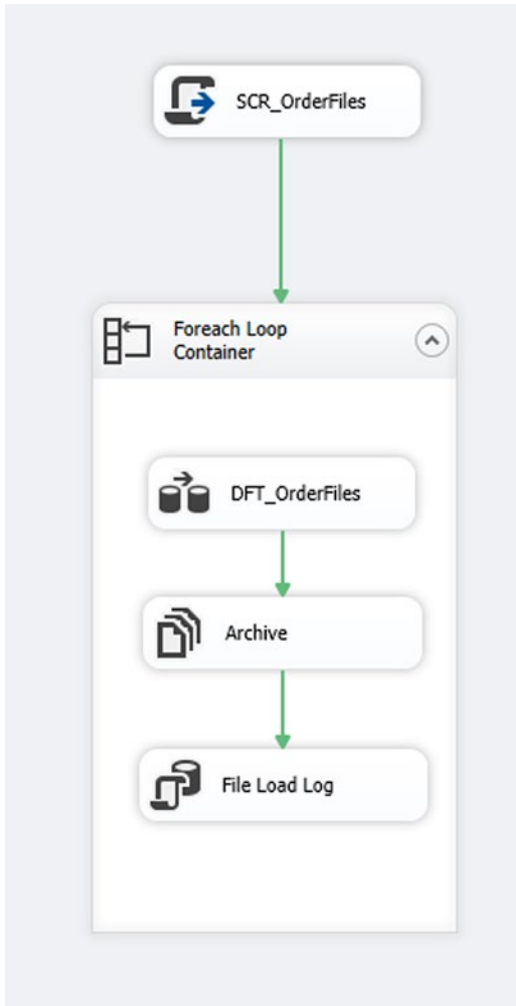 SCR_OrderFiles
Foreach Loop
Container
DFT_OrderFiles
Archive
File Load Log